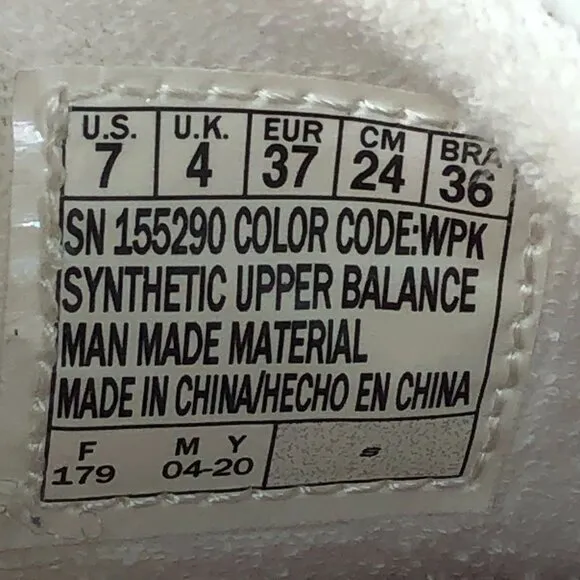 U.S. U.K. EUR CM BRA
7 4 37 24 36
SN 155290 COLOR CODE:WPK
SYNTHETIC UPPER BALANCE
MAN MADE MATERIAL
MADE IN CHINA/HECHO EN CHINA
F M Y
179 04-20
S